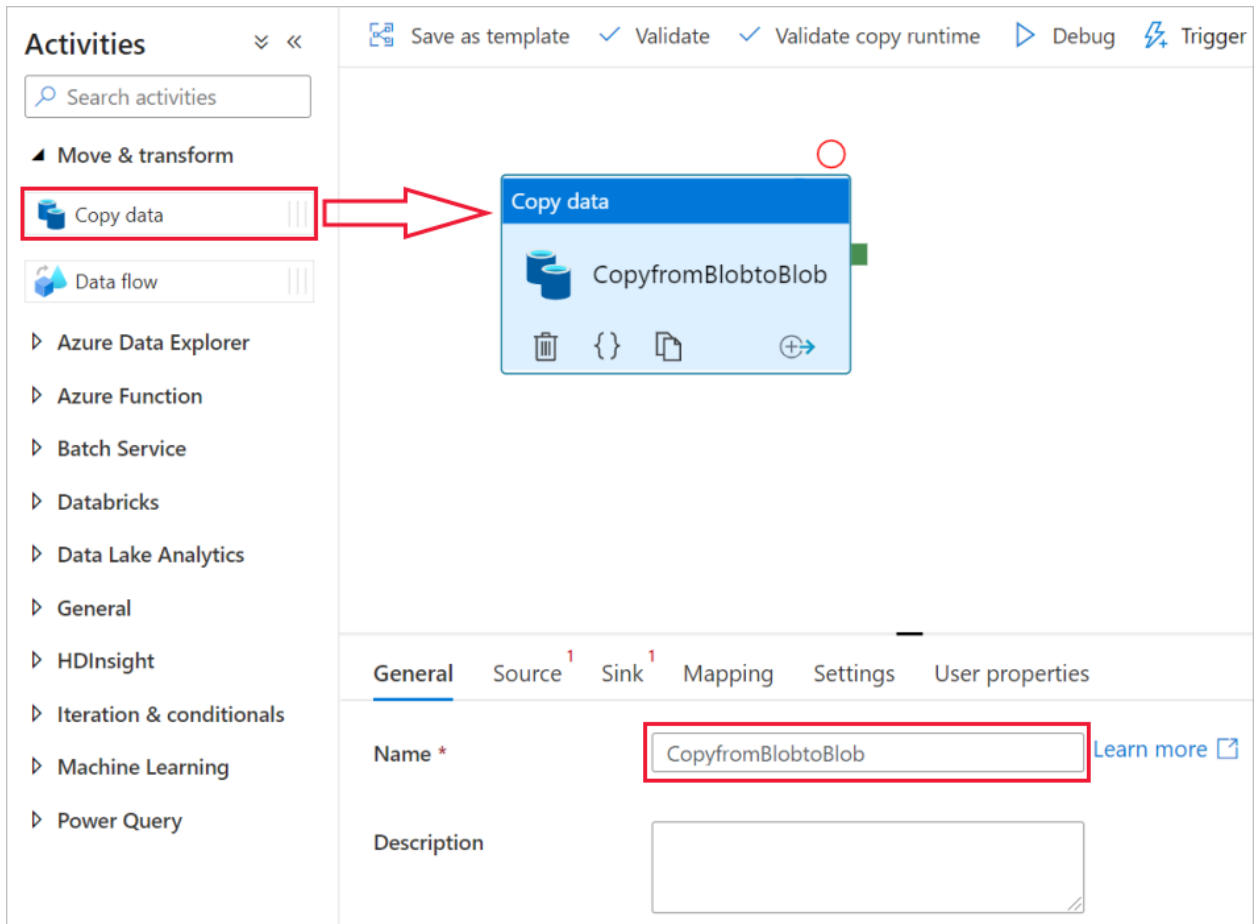 Activities
Search activities
Move & transform
Copy data
Data flow
Azure Data Explorer
Azure Function
Batch Service
Databricks
Data Lake Analytics
General
HDInsight
Iteration & conditionals
Machine Learning
Power Query
Save as template Validate Validate copy runtime Debug Trigger
Copy data
CopyfromBlobtoBlob
{}
General Source 1 Sink 1 Mapping Settings User properties
Name * CopyfromBlobtoBlob Learn more
Description